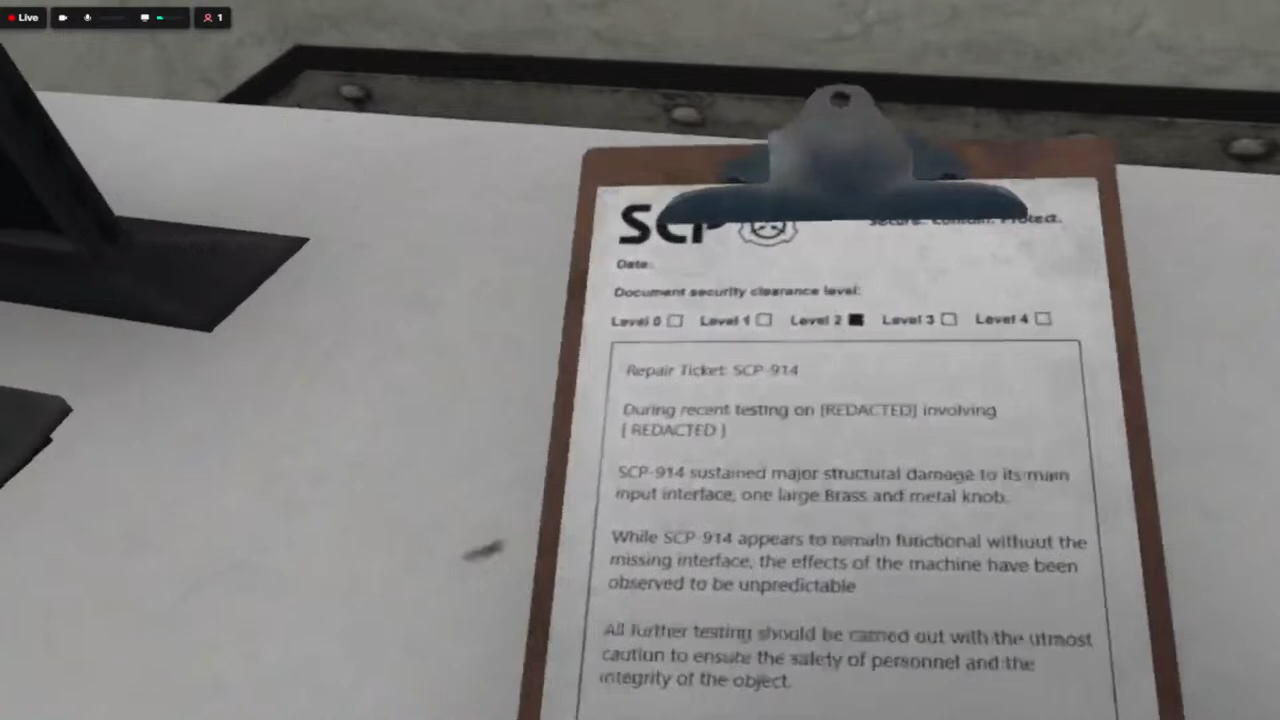 Live
1
SCP
Secure. Contain. Protect.
Date:
Document security clearance level:
Level 0 Level 1 Level 2 Level 3 Level 4
Repair Ticket: SCP-914
During recent testing on [REDACTED] involving
[ REDACTED ]
SCP-914 sustained major structural damage to its main
input interface, one large Brass and metal knob.
While SCP-914 appears to remain functional without the
missing interface, the effects of the machine have been
observed to be unpredictable
All further testing should be carried out with the utmost
caution to ensure the safety of personnel and the
integrity of the object.